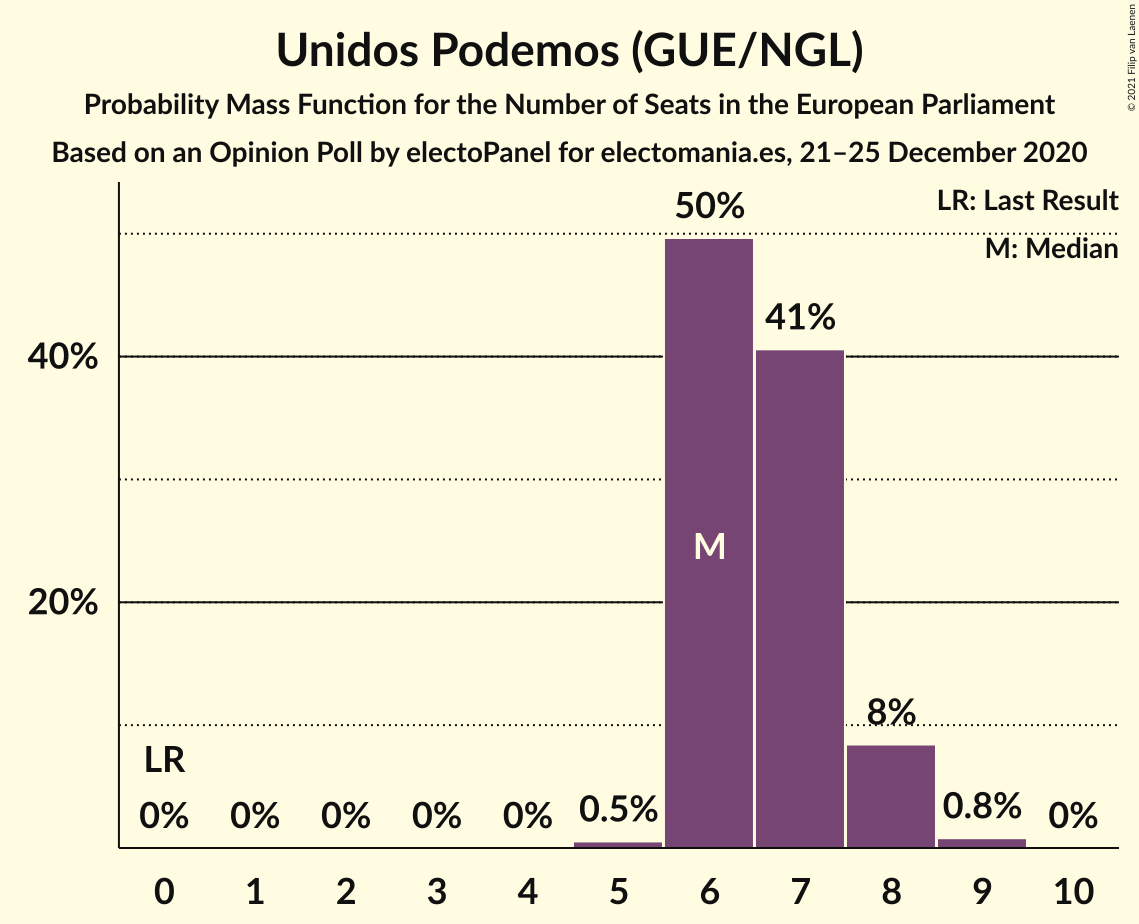 Unidos Podemos (GUE/NGL)
Probability Mass Function for the Number of Seats in the European Parliament
Based on an Opinion Poll by electoPanel for electomania.es, 21–25 December 2020
© 2021 Filip van Laenen
LR: Last Result
M: Median
50%
41%
40%
M
20%
8%
LR
0% 0% 0% 0% 0% 0.5% 0.8% 0%
0 1 2 3 4 5 6 7 8 9 10